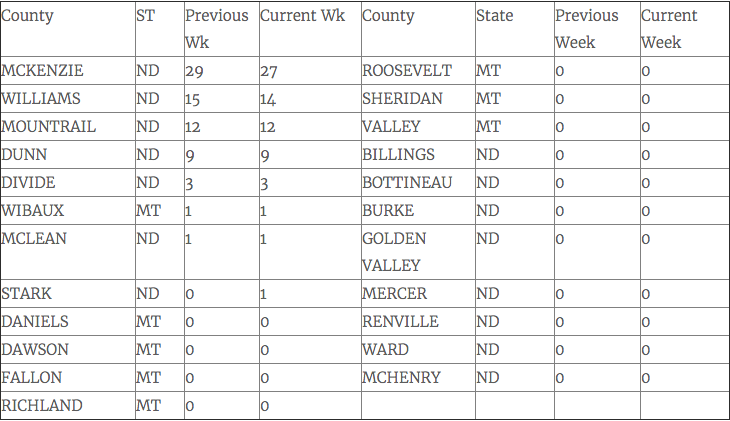 County ST Previous Wk Current Wk County State Previous Week Current Week
MCKENZIE ND 29 27 ROOSEVELT MT 0 0
WILLIAMS ND 15 14 SHERIDAN MT 0 0
MOUNTRAIL ND 12 12 VALLEY MT 0 0
DUNN ND 9 9 BILLINGS ND 0 0
DIVIDE ND 3 3 BOTTINEAU ND 0 0
WIBAUX MT 1 1 BURKE ND 0 0
MCLEAN ND 1 1 GOLDEN VALLEY ND 0 0
STARK ND 0 1 MERCER ND 0 0
DANIELS MT 0 0 RENVILLE ND 0 0
DAWSON MT 0 0 WARD ND 0 0
FALLON MT 0 0 MCHENRY ND 0 0
RICHLAND MT 0 0